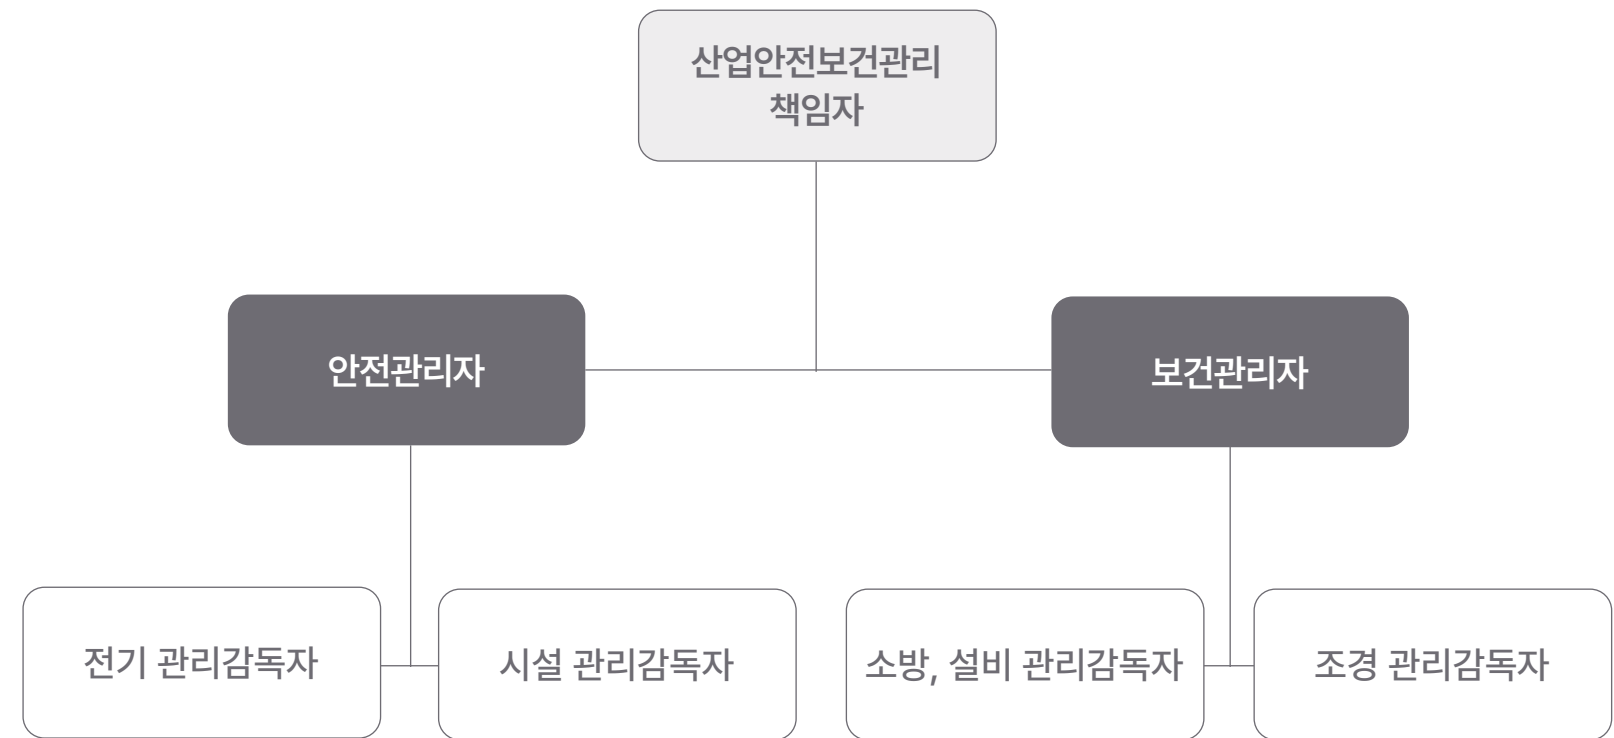 산업안전보건관리
책임자
안전관리자
보건관리자
전기 관리감독자
시설 관리감독자
소방, 설비 관리감독자
조경 관리감독자